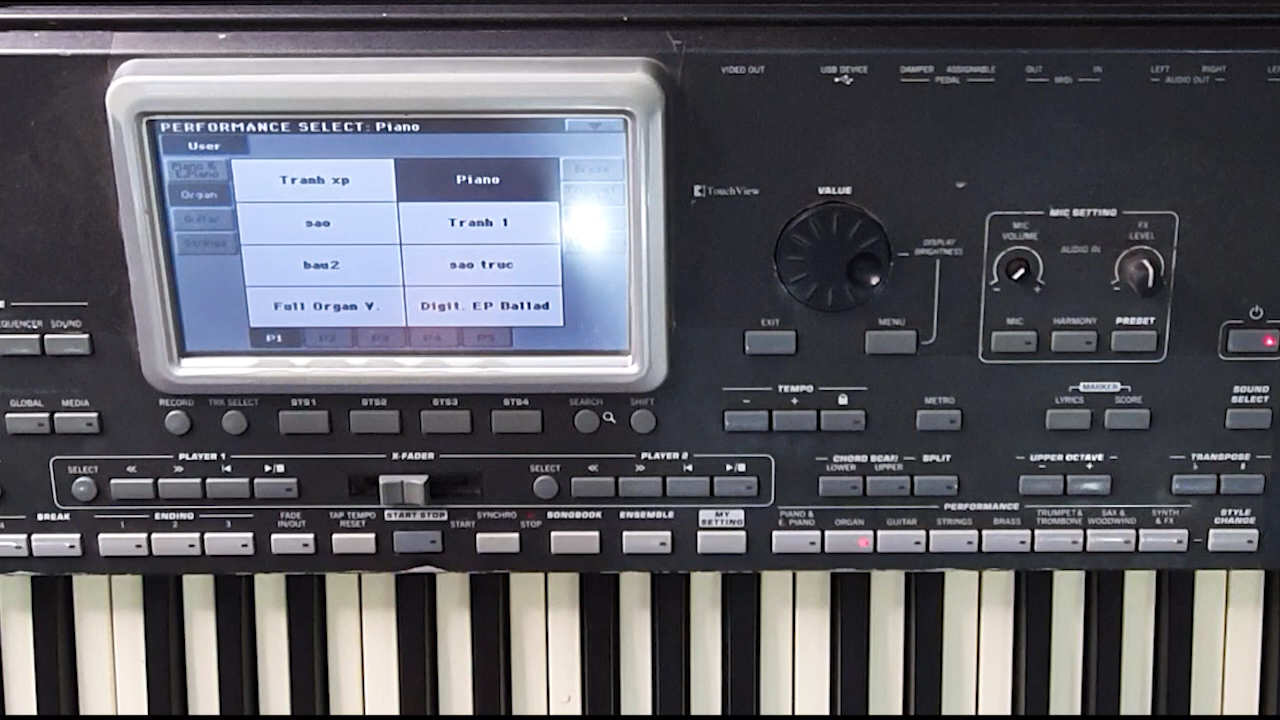 VIDEO OUT
USB DEVICE
DAMPER ASSIGNABLE
PEDAL
OUT IN
MIDI
LEFT RIGHT
AUDIO OUT
PERFORMANCE SELECT: Piano
User
Piano & E.Piano
Organ
Guitar
Strings
Tranh xp
Piano
sao
Tranh 1
bau2
sao truc
Full Organ V.
Digit. EP Ballad
Brass
P1 P2 P3 P4 P5
TouchView
VALUE
DISPLAY
BRIGHTNESS
EXIT
MENU
MIC SETTING
MIC
VOLUME
AUDIO IN
FX
LEVEL
MIC
HARMONY
PRESET
SOUND
GLOBAL
MEDIA
RECORD
TRK SELECT
STS1
STS2
STS3
STS4
SEARCH
SHIFT
TEMPO
- +
METRO
MARKER
LYRICS
SCORE
SOUND
SELECT
PLAYER 1
SELECT
X-FADER
PLAYER 2
SELECT
CHORD SCAN
LOWER UPPER
SPLIT
UPPER OCTAVE
- +
TRANSPOSE
BREAK
ENDING
1 2 3
FADE
IN/OUT
TAP TEMPO
RESET
START STOP
SYNCHRO
START STOP
SONGBOOK
ENSEMBLE
MY
SETTING
PERFORMANCE
PIANO &
E. PIANO
ORGAN
GUITAR
STRINGS
BRASS
TRUMPET &
TROMBONE
SAX &
WOODWIND
SYNTH
& FX
STYLE
CHANGE